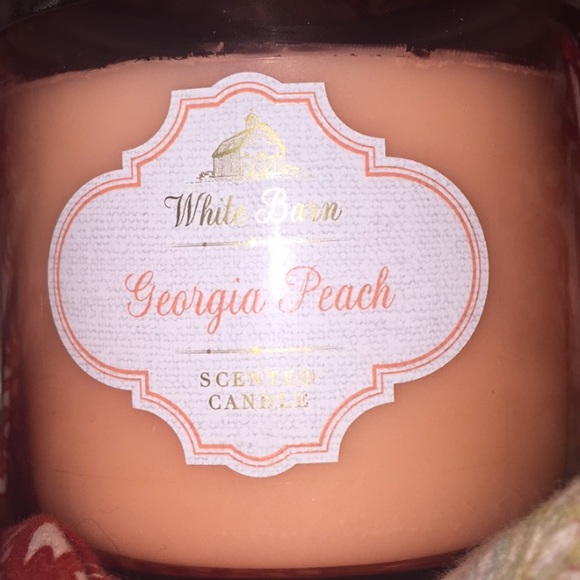 White Barn
Georgia Peach
SCENTED
CANDLE